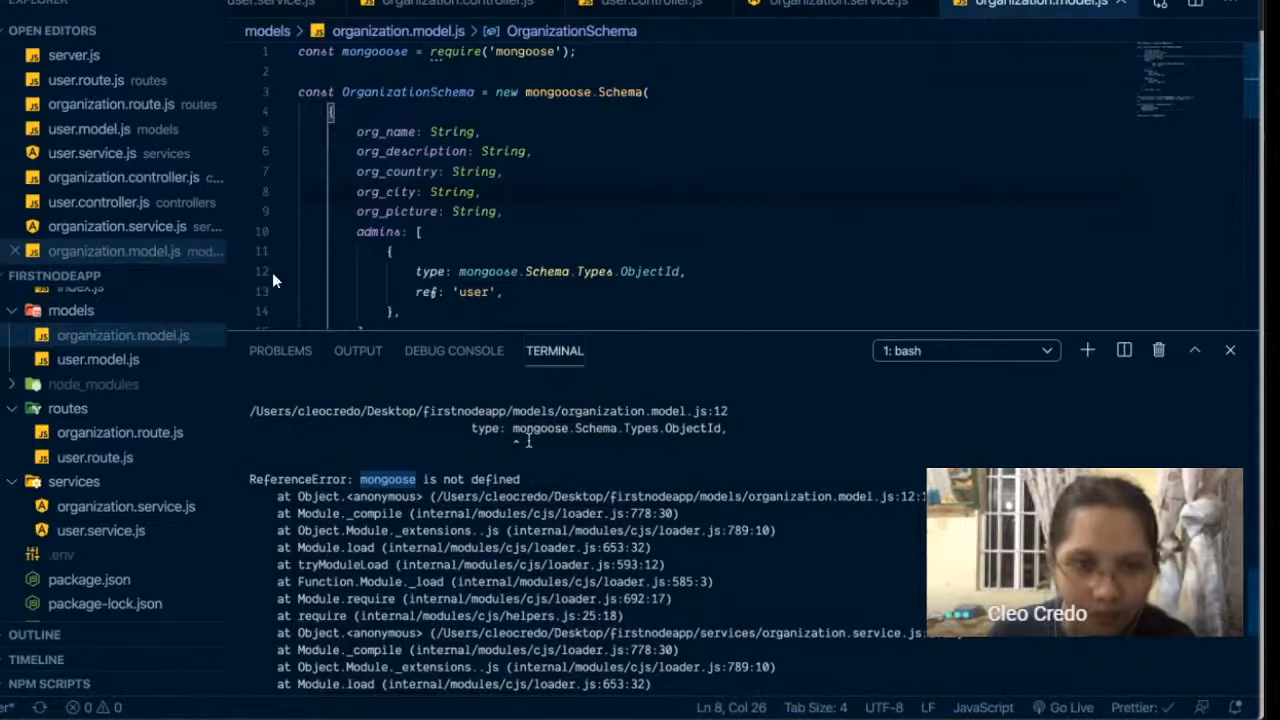 EXPLORER
user.service.js
organization.controller.js
user.controller.js
organization.service.js
organization.model.js
OPEN EDITORS
server.js
user.route.js routes
organization.route.js routes
user.model.js models
user.service.js services
organization.controller.js c...
user.controller.js controllers
organization.service.js ser...
organization.model.js mod...
FIRSTNODEAPP
index.js
models
organization.model.js
user.model.js
node_modules
routes
organization.route.js
user.route.js
services
organization.service.js
user.service.js
.env
package.json
package-lock.json
OUTLINE
TIMELINE
NPM SCRIPTS
models > organization.model.js > OrganizationSchema
1 const mongooose = require('mongoose');
2
3 const OrganizationSchema = new mongooose.Schema(
4 {
5 org_name: String,
6 org_description: String,
7 org_country: String,
8 org_city: String,
9 org_picture: String,
10 admins: [
11 {
12 type: mongoose.Schema.Types.ObjectId,
13 ref: 'user',
14 },
PROBLEMS OUTPUT DEBUG CONSOLE TERMINAL 1: bash
/Users/cleocredo/Desktop/firstnodeapp/models/organization.model.js:12
type: mongoose.Schema.Types.ObjectId,
^
ReferenceError: mongoose is not defined
at Object.<anonymous> (/Users/cleocredo/Desktop/firstnodeapp/models/organization.model.js:12:1
at Module._compile (internal/modules/cjs/loader.js:778:30)
at Object.Module._extensions..js (internal/modules/cjs/loader.js:789:10)
at Module.load (internal/modules/cjs/loader.js:653:32)
at tryModuleLoad (internal/modules/cjs/loader.js:593:12)
at Function.Module._load (internal/modules/cjs/loader.js:585:3)
at Module.require (internal/modules/cjs/loader.js:692:17)
at require (internal/modules/cjs/helpers.js:25:18)
at Object.<anonymous> (/Users/cleocredo/Desktop/firstnodeapp/services/organization.service.js
at Module._compile (internal/modules/cjs/loader.js:778:30)
at Object.Module._extensions..js (internal/modules/cjs/loader.js:789:10)
at Module.load (internal/modules/cjs/loader.js:653:32)
Cleo Credo
er* 0 0 Ln 8, Col 26 Tab Size: 4 UTF-8 LF JavaScript Go Live Prettier: ✓